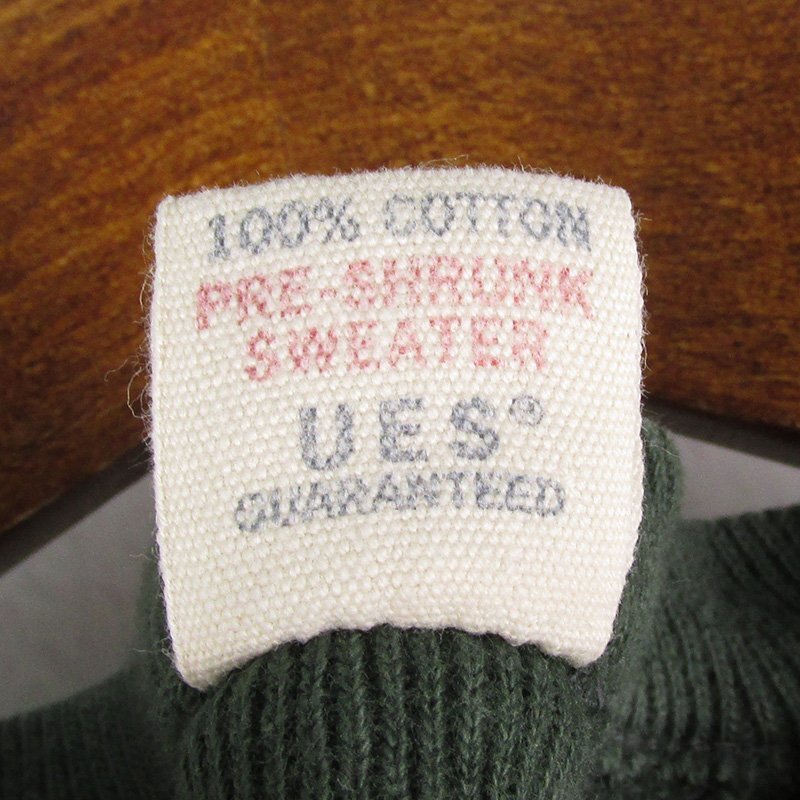 100% COTTON
PRE-SHRUNK
SWEATER
UES®
GUARANTEED